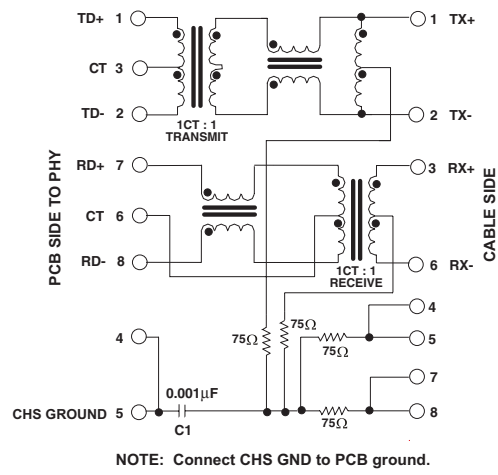 TD+ 1
1 TX+
CT 3
TD- 2
2 TX-
1CT : 1
TRANSMIT
PCB SIDE TO PHY
CABLE SIDE
RD+ 7
3 RX+
CT 6
RD- 8
6 RX-
1CT : 1
RECEIVE
4
75Ω
75Ω
75Ω
4
5
7
0.001µF
CHS GROUND 5
C1
75Ω
8
NOTE: Connect CHS GND to PCB ground.